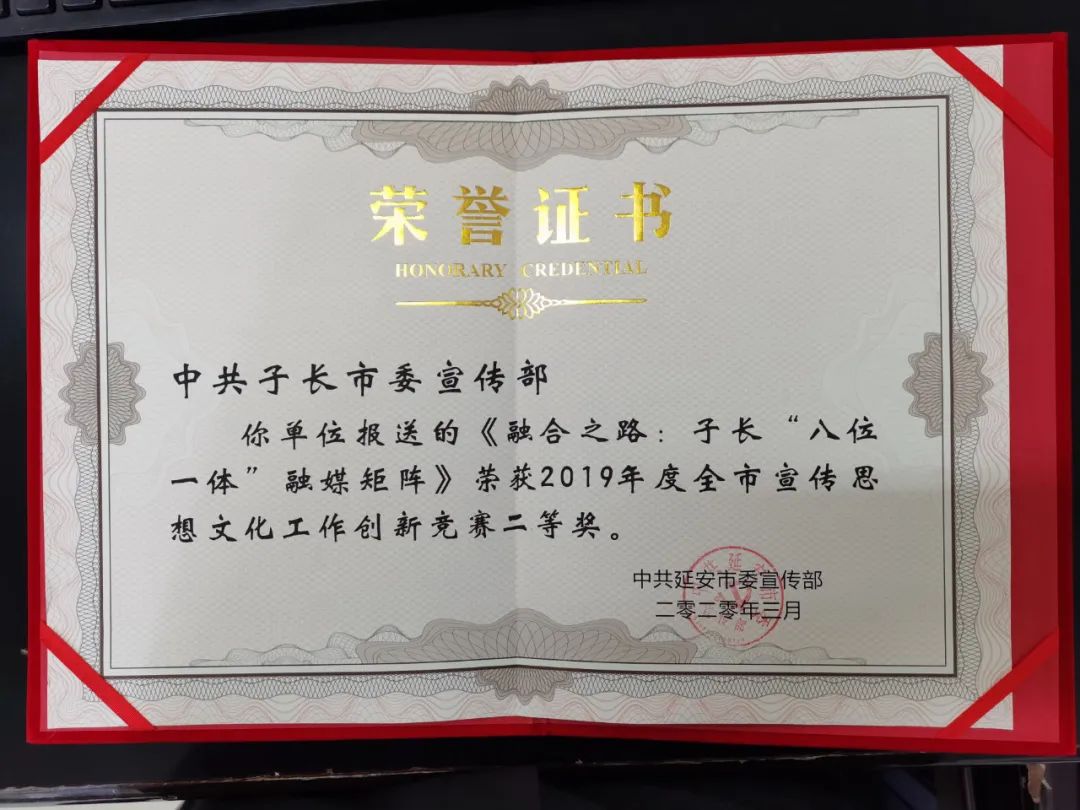 荣誉证书
HONORARY CREDENTIAL
中共子长市委宣传部
你单位报送的《融合之路：子长“八位
一体”融媒矩阵》荣获2019年度全市宣传思
想文化工作创新竞赛二等奖。
中共延安市委宣传部
二零二零年三月